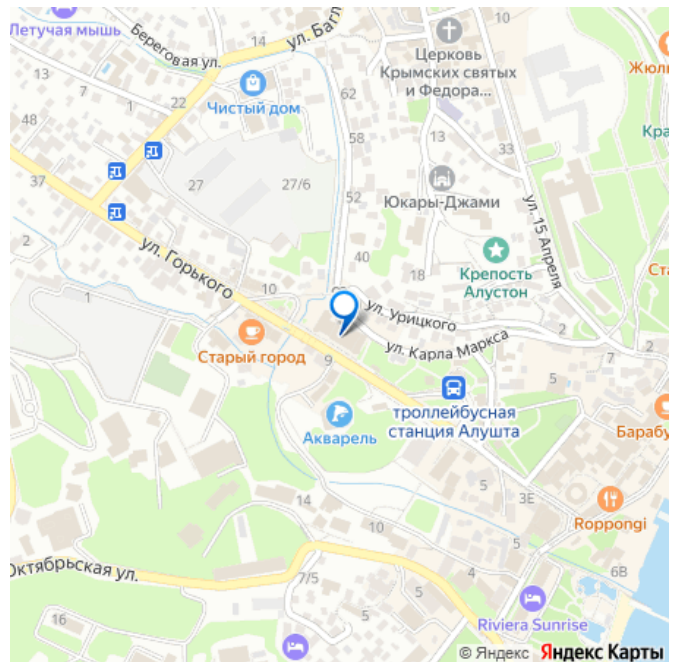 Летучая мышь
Береговая ул.
14
ул. Багл
Церковь
Крымских святых
и Федора...
Жюл
13
7
1
22
Чистый дом
62
Кра
48
58
13
33
37
27
27/6
52
Юкары-Джами
ул. 15 Апреля
2
ул. Горького
40
18
Крепость
Алустон
Ста
1
10
ул. Урицкого
2
2
7
Старый город
9
ул. Карла Маркса
5
троллейбусная
станция Алушта
Акварель
Барабу
5
3Е
14
10
Roppongi
5
Октябрьская ул.
7/5
4
5
6В
16
Riviera Sunrise
© Яндекс Яндекс Карты